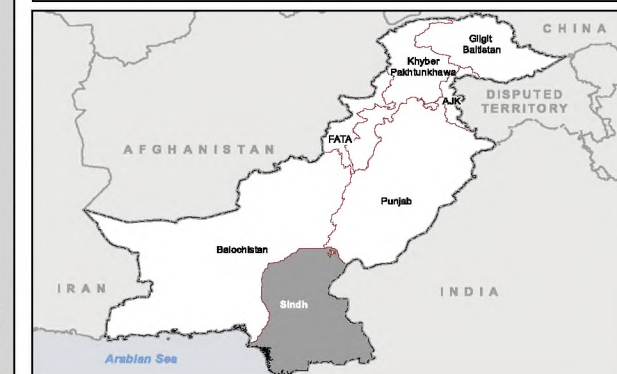 CHINA
Gilgit
Baltistan
Khyber
Pakhtunkhawa
DISPUTED
TERRITORY
AJK
AFGHANISTAN
FATA
Punjab
Balochistan
IRAN
INDIA
Sindh
Arabian Sea